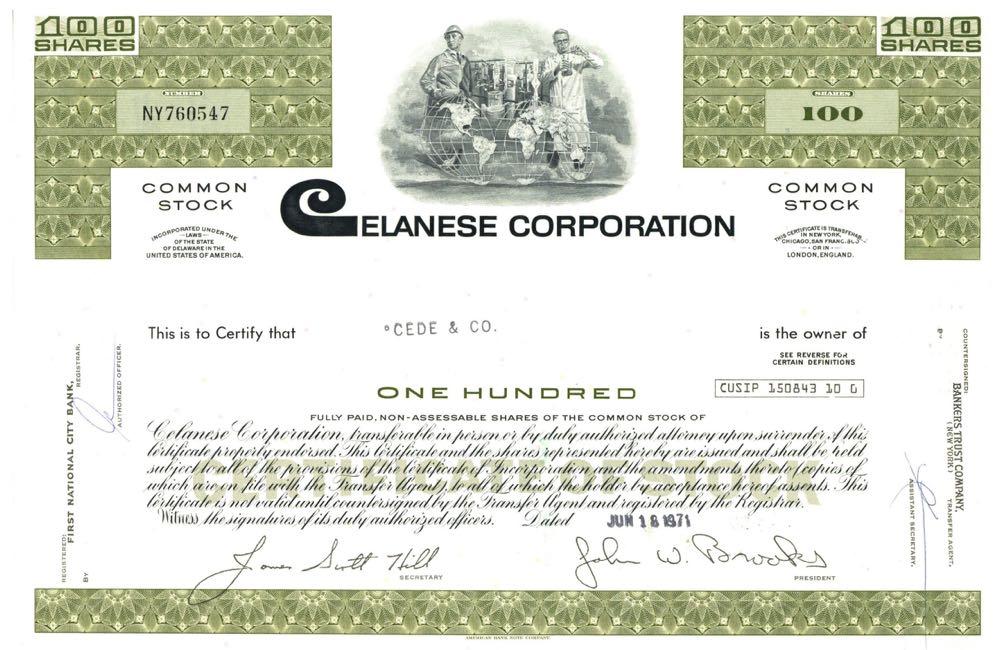 100 SHARES
100 SHARES
NUMBER
NY760547
SHARES
100
COMMON
STOCK
INCORPORATED UNDER THE
LAWS
OF THE STATE
OF DELAWARE IN THE
UNITED STATES OF AMERICA.
CELANESE CORPORATION
COMMON
STOCK
THIS CERTIFICATE IS TRANSFERABLE
IN NEW YORK,
CHICAGO, SAN FRANCISCO
OR IN
LONDON, ENGLAND.
This is to Certify that
CEDE & CO.
is the owner of
SEE REVERSE FOR
CERTAIN DEFINITIONS
ONE HUNDRED
CUSIP 150843 10 0
FULLY PAID, NON-ASSESSABLE SHARES OF THE COMMON STOCK OF
Celanese Corporation, transferable in person or by duly authorized attorney upon surrender of this
Certificate properly endorsed. This Certificate and the shares represented hereby are issued and shall be held
subject to all of the provisions of the Certificate of Incorporation and the amendments thereto (copies of
which are on file with the Transfer Agent), to all of which the holder by acceptance hereof assents. This
Certificate is not valid until countersigned by the Transfer Agent and registered by the Registrar.
Witness the signatures of its duly authorized officers. Dated JUN 18 1971
CERTIFICATE OF STOCK
James Scott Hill
SECRETARY
John W. Brooks
PRESIDENT
REGISTERED:
FIRST NATIONAL CITY BANK,
REGISTRAR.
BY
AUTHORIZED OFFICER.
COUNTERSIGNED:
BANKERS TRUST COMPANY,
(NEW YORK)
TRANSFER AGENT.
BY
ASSISTANT SECRETARY.
AMERICAN BANK NOTE COMPANY.